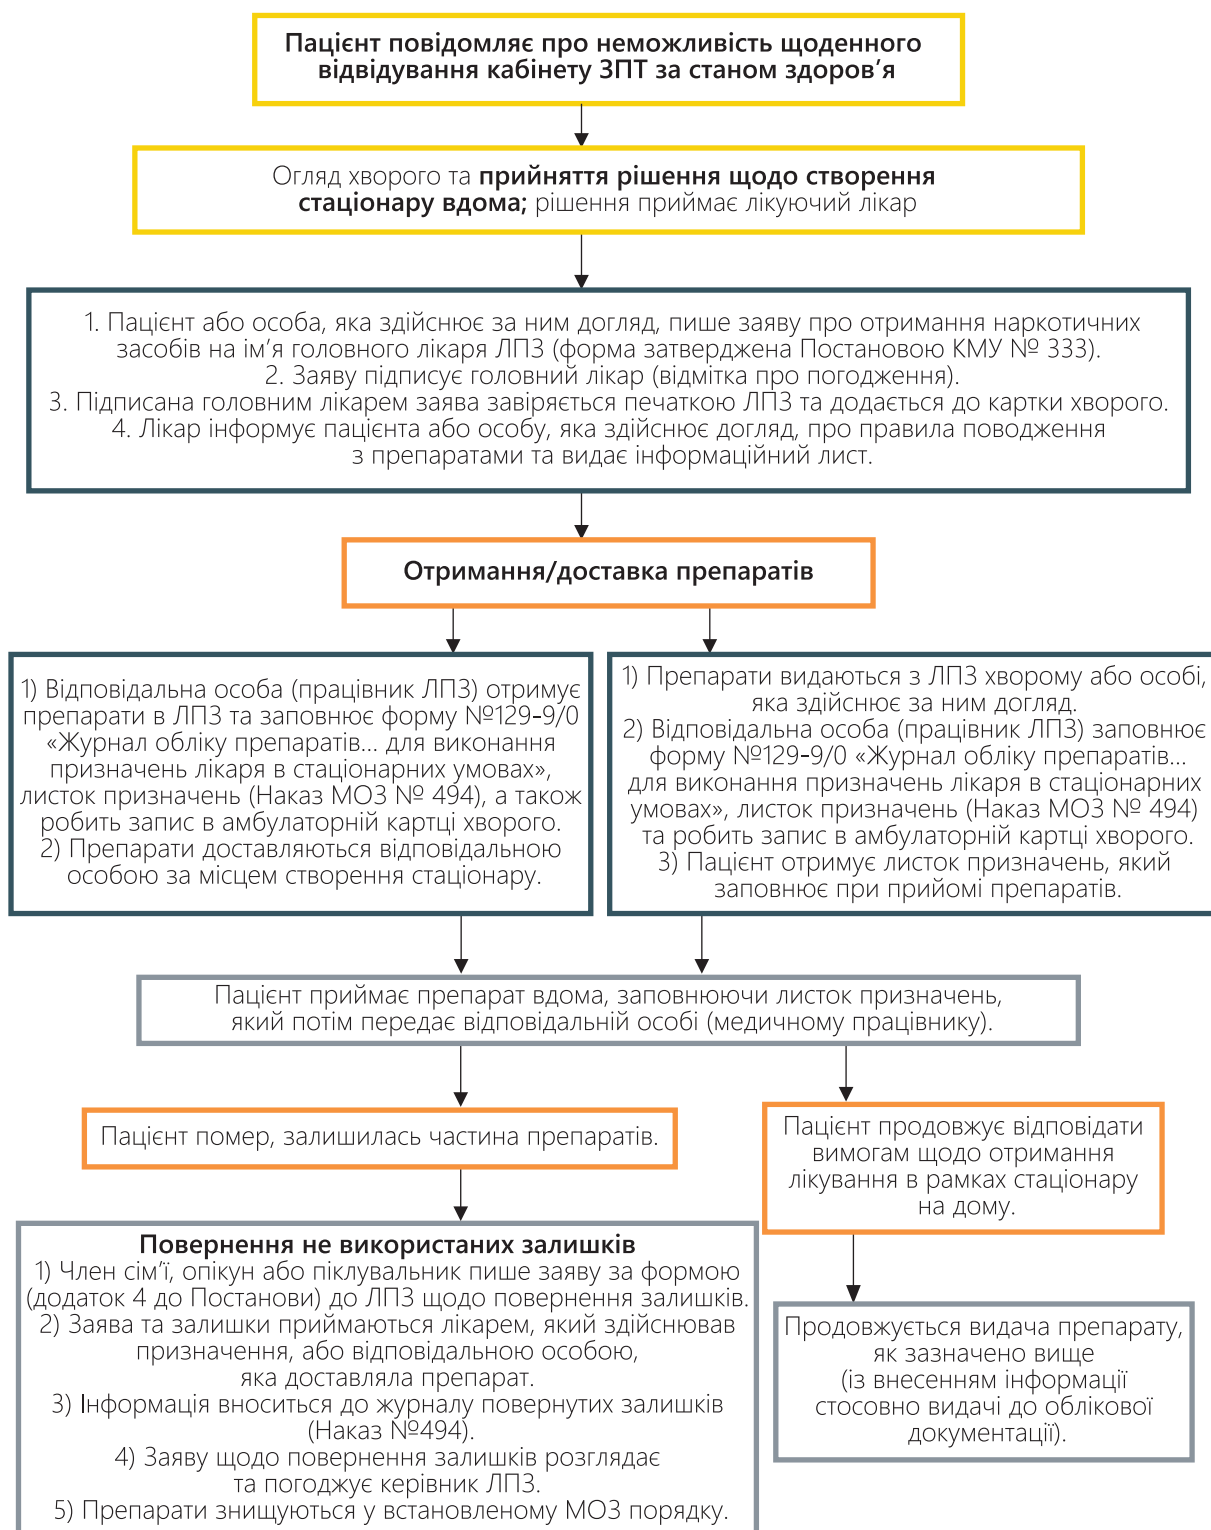 Пацієнт повідомляє про неможливість щоденного
відвідування кабінету ЗПТ за станом здоров’я
Огляд хворого та прийняття рішення щодо створення
стаціонару вдома; рішення приймає лікуючий лікар
1. Пацієнт або особа, яка здійснює за ним догляд, пише заяву про отримання наркотичних
засобів на ім’я головного лікаря ЛПЗ (форма затверджена Постановою КМУ № 333).
2. Заяву підписує головний лікар (відмітка про погодження).
3. Підписана головним лікарем заява завіряється печаткою ЛПЗ та додається до картки хворого.
4. Лікар інформує пацієнта або особу, яка здійснює догляд, про правила поводження
з препаратами та видає інформаційний лист.
Отримання/доставка препаратів
1) Відповідальна особа (працівник ЛПЗ) отримує
препарати в ЛПЗ та заповнює форму №129-9/0
«Журнал обліку препаратів... для виконання
призначень лікаря в стаціонарних умовах»,
листок призначень (Наказ МОЗ № 494), а також
робить запис в амбулаторній картці хворого.
2) Препарати доставляються відповідальною
особою за місцем створення стаціонару.
1) Препарати видаються з ЛПЗ хворому або особі,
яка здійснює за ним догляд.
2) Відповідальна особа (працівник ЛПЗ) заповнює
форму №129-9/0 «Журнал обліку препаратів...
для виконання призначень лікаря в стаціонарних
умовах», листок призначень (Наказ МОЗ № 494)
та робить запис в амбулаторній картці хворого.
3) Пацієнт отримує листок призначень, який
заповнює при прийомі препаратів.
Пацієнт приймає препарат вдома, заповнюючи листок призначень,
який потім передає відповідальній особі (медичному працівнику).
Пацієнт помер, залишилась частина препаратів.
Пацієнт продовжує відповідати
вимогам щодо отримання
лікування в рамках стаціонару
на дому.
Повернення не використаних залишків
1) Член сім’ї, опікун або піклувальник пише заяву за формою
(додаток 4 до Постанови) до ЛПЗ щодо повернення залишків.
2) Заява та залишки приймаються лікарем, який здійснював
призначення, або відповідальною особою,
яка доставляла препарат.
3) Інформація вноситься до журналу повернутих залишків
(Наказ №494).
4) Заяву щодо повернення залишків розглядає
та погоджує керівник ЛПЗ.
5) Препарати знищуються у встановленому МОЗ порядку.
Продовжується видача препарату,
як зазначено вище
(із внесенням інформації
стосовно видачі до облікової
документації).